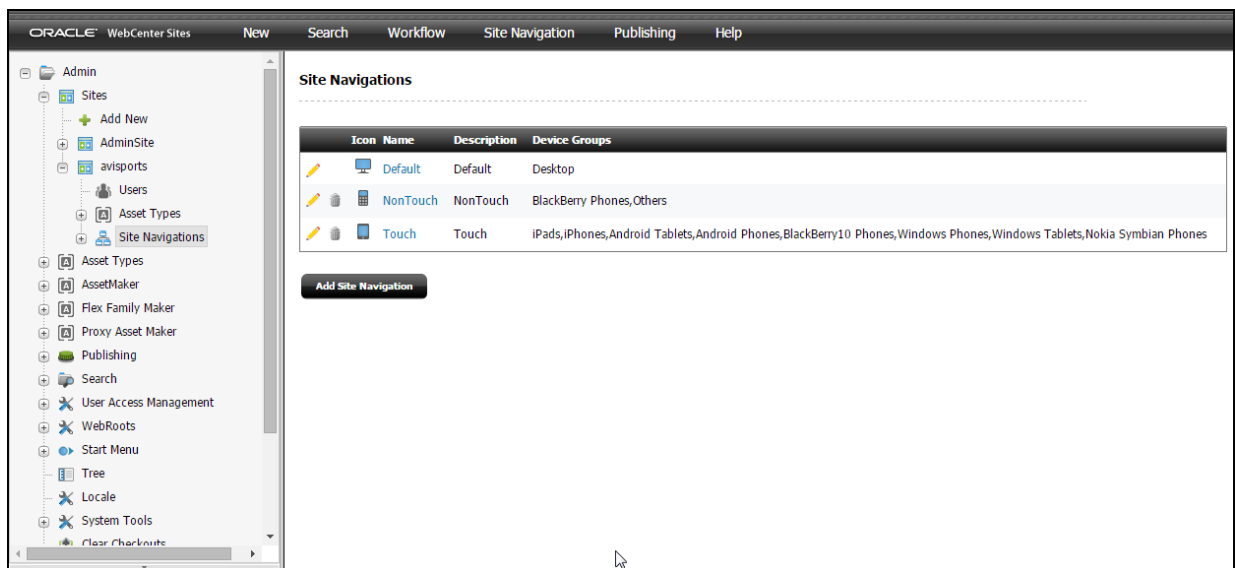 ORACLE WebCenter Sites New Search Workflow Site Navigation Publishing Help
Admin
Sites
Add New
AdminSite
avisports
Users
Asset Types
Site Navigations
Asset Types
AssetMaker
Flex Family Maker
Proxy Asset Maker
Publishing
Search
User Access Management
WebRoots
Start Menu
Tree
Locale
System Tools
Clear Checkouts
Site Navigations
Icon Name Description Device Groups
Default Default Desktop
NonTouch NonTouch BlackBerry Phones,Others
Touch Touch iPads,iPhones,Android Tablets,Android Phones,BlackBerry10 Phones,Windows Phones,Windows Tablets,Nokia Symbian Phones
Add Site Navigation